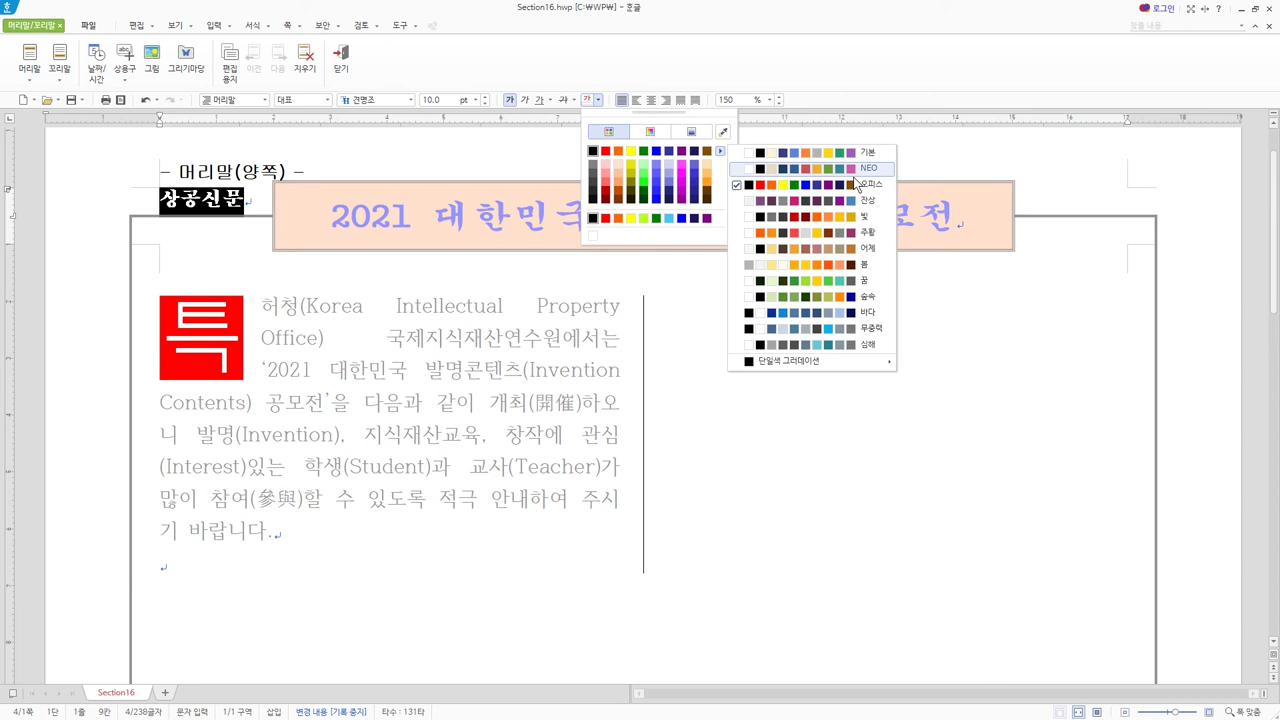 Section16.hwp [C:₩WP₩] - 훈글
로그인
머리말/꼬리말
파일
편집
보기
입력
서식
쪽
보안
검토
도구
찾을 내용
머리말
꼬리말
날짜/시간
상용구
그림
그리기마당
편집 용지
이전
다음
지우기
닫기
머리말
대표
견명조
10.0 pt
가
150 %
- 머리말(양쪽) -
상공신문
2021 대한민국
모전
특
허청(Korea Intellectual Property
Office) 국제지식재산연수원에서는
‘2021 대한민국 발명콘텐츠(Invention
Contents) 공모전’을 다음과 같이 개최(開催)하오
니 발명(Invention), 지식재산교육, 창작에 관심
(Interest)있는 학생(Student)과 교사(Teacher)가
많이 참여(參與)할 수 있도록 적극 안내하여 주시
기 바랍니다.
기본
NEO
오피스
잔상
빛
주황
어제
봄
꿈
숲속
바다
무중력
심해
단일색 그러데이션
Section16
4/1쪽
1단
1줄
9칸
4/238글자
문자 입력
1/1 구역
삽입
변경 내용 [기록 중지]
타수 : 131타
폭 맞춤